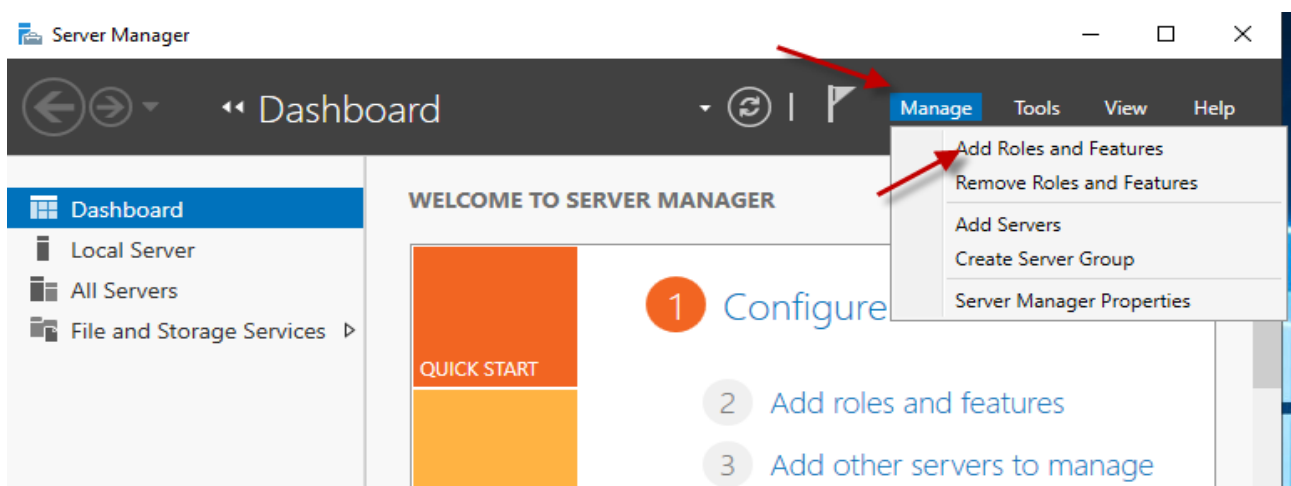 Server Manager
Dashboard
Manage Tools View Help
Add Roles and Features
Remove Roles and Features
Add Servers
Create Server Group
Server Manager Properties
Dashboard
Local Server
All Servers
File and Storage Services
WELCOME TO SERVER MANAGER
QUICK START
1 Configure
2 Add roles and features
3 Add other servers to manage